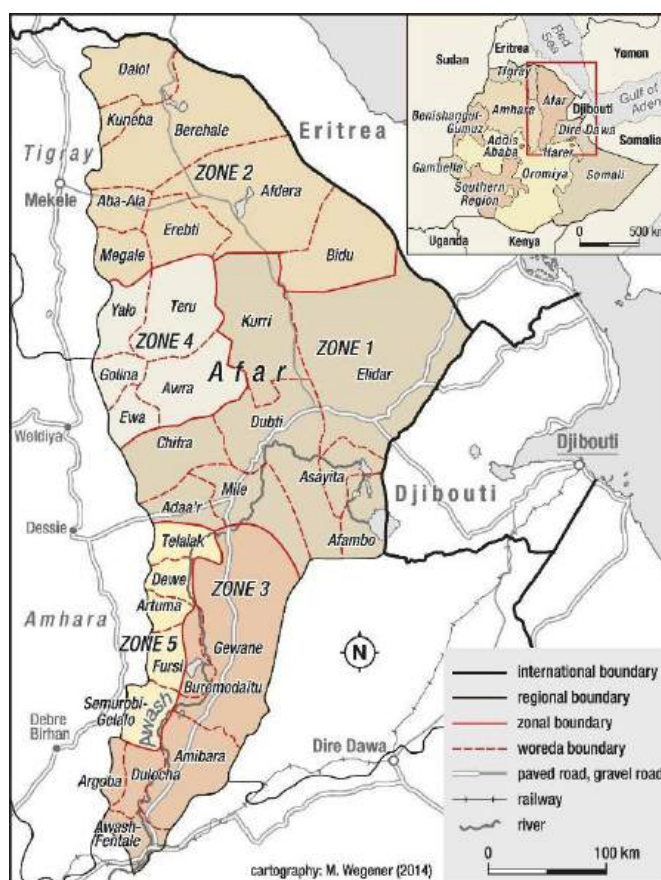 Sudan
Eritrea
Red
Sea
Yemen
Tigray
Afar
Amhara
Djibouti
Gulf of
Aden
Benishangul-
Gumuz
Dire-Dawa
Addis
Ababa
Harer
Somalia
Gambella
Oromiya
Somali
Southern
Region
Uganda
Kenya
0 500 km
Dalol
Kuneba
Berehale
Eritrea
Tigray
ZONE 2
Mekele
Aba-Ala
Afdera
Erebti
Megale
Bidu
Yalo
Teru
Kurri
ZONE 4
ZONE 1
Afar
Golina
Awra
Elidar
Ewa
Dubti
Weldiya
Chifra
Djibouti
Asayita
Mile
Djibouti
Adaa'r
Dessie
Telalak
Afambo
Dewe
ZONE 3
Artuma
Amhara
ZONE 5
Gewane
Fursi
Buremodaitu
Semurobi-
Gelalo
Awash
Debre
Birhan
Amibara
Dire Dawa
Argoba
Dulecha
Awash-
Fentale
N
international boundary
regional boundary
zonal boundary
woreda boundary
paved road, gravel road
railway
river
0 100 km
cartography: M. Wegener (2014)